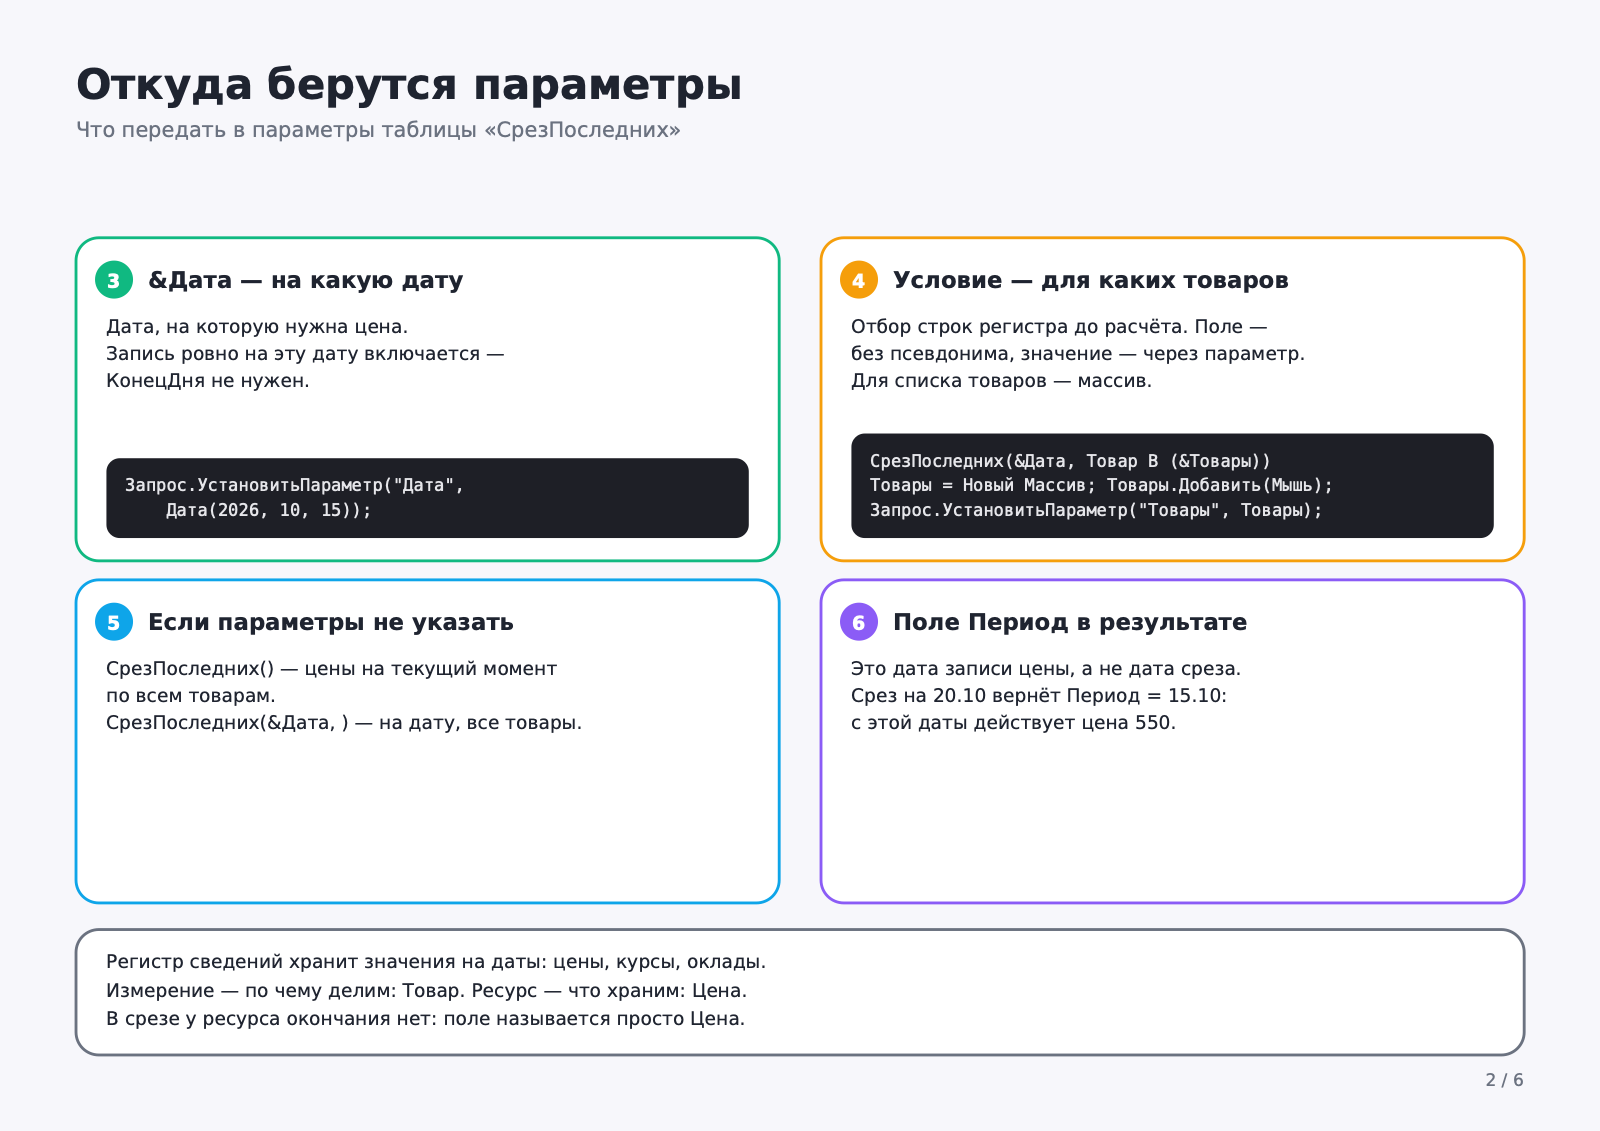 Откуда берутся параметры
Что передать в параметры таблицы «СрезПоследних»
3 &Дата — на какую дату
Дата, на которую нужна цена.
Запись ровно на эту дату включается —
КонецДня не нужен.
Запрос.УстановитьПараметр("Дата",
    Дата(2026, 10, 15));
4 Условие — для каких товаров
Отбор строк регистра до расчёта. Поле —
без псевдонима, значение — через параметр.
Для списка товаров — массив.
СрезПоследних(&Дата, Товар В (&Товары))
Товары = Новый Массив; Товары.Добавить(Мышь);
Запрос.УстановитьПараметр("Товары", Товары);
5 Если параметры не указать
СрезПоследних() — цены на текущий момент
по всем товарам.
СрезПоследних(&Дата, ) — на дату, все товары.
6 Поле Период в результате
Это дата записи цены, а не дата среза.
Срез на 20.10 вернёт Период = 15.10:
с этой даты действует цена 550.
Регистр сведений хранит значения на даты: цены, курсы, оклады.
Измерение — по чему делим: Товар. Ресурс — что храним: Цена.
В срезе у ресурса окончания нет: поле называется просто Цена.
2 / 6